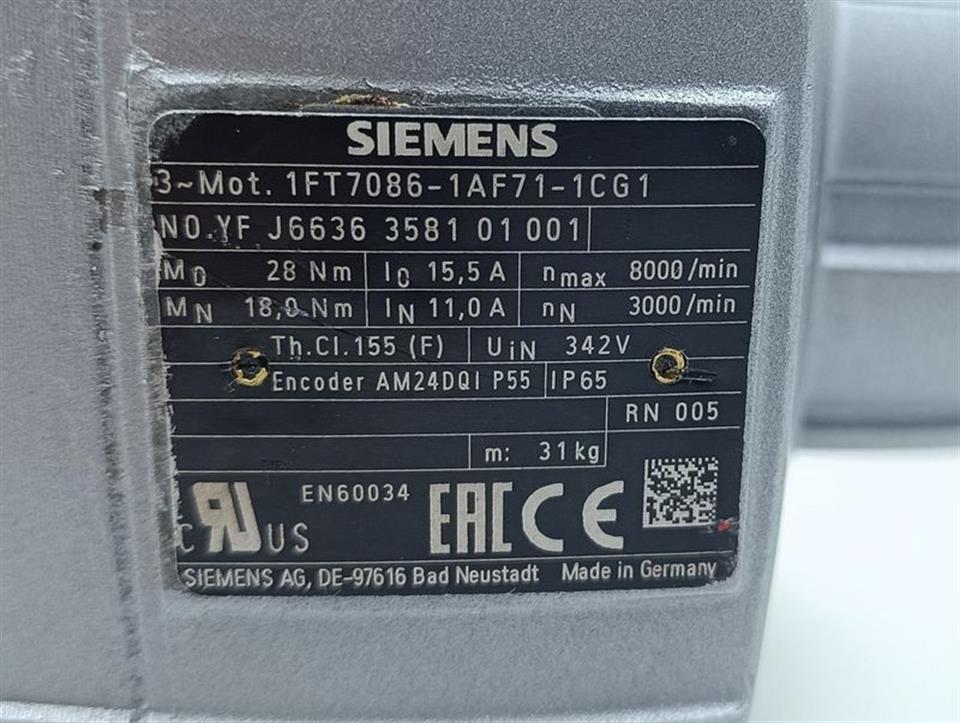 SIEMENS
3~Mot. 1FT7086-1AF71-1CG1
NO.YF J6636 3581 01 001
M0 28 Nm I0 15,5 A nmax 8000/min
MN 18,0 Nm IN 11,0 A nN 3000/min
Th.Cl.155 (F) UiN 342V
Encoder AM24DQI P55 IP65
RN 005
m: 31kg
EN60034
C RU US EAC CE
SIEMENS AG, DE-97616 Bad Neustadt Made in Germany